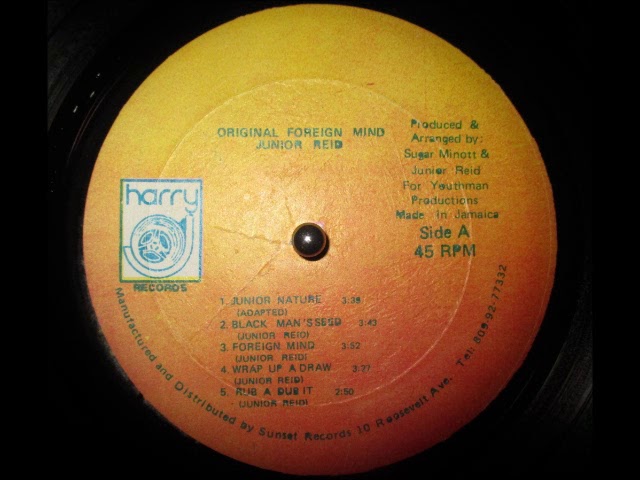 ORIGINAL FOREIGN MIND
JUNIOR REID
Produced &
Arranged by:
Sugar Minott &
Junior Reid
For Youthman
Productions
Made In Jamaica
Side A
45 RPM
harry
RECORDS
1. JUNIOR NATURE 3:39
(ADAPTED)
2. BLACK MAN'S SEED 3:43
(JUNIOR REID)
3. FOREIGN MIND 3:52
(JUNIOR REID)
4. WRAP UP A DRAW
(JUNIOR REID)
5. RUB A DUB IT 2:50
(JUNIOR REID)
Manufactured and Distributed by Sunset Records 10 Roosevelt Ave. Tel: 809-92-77332